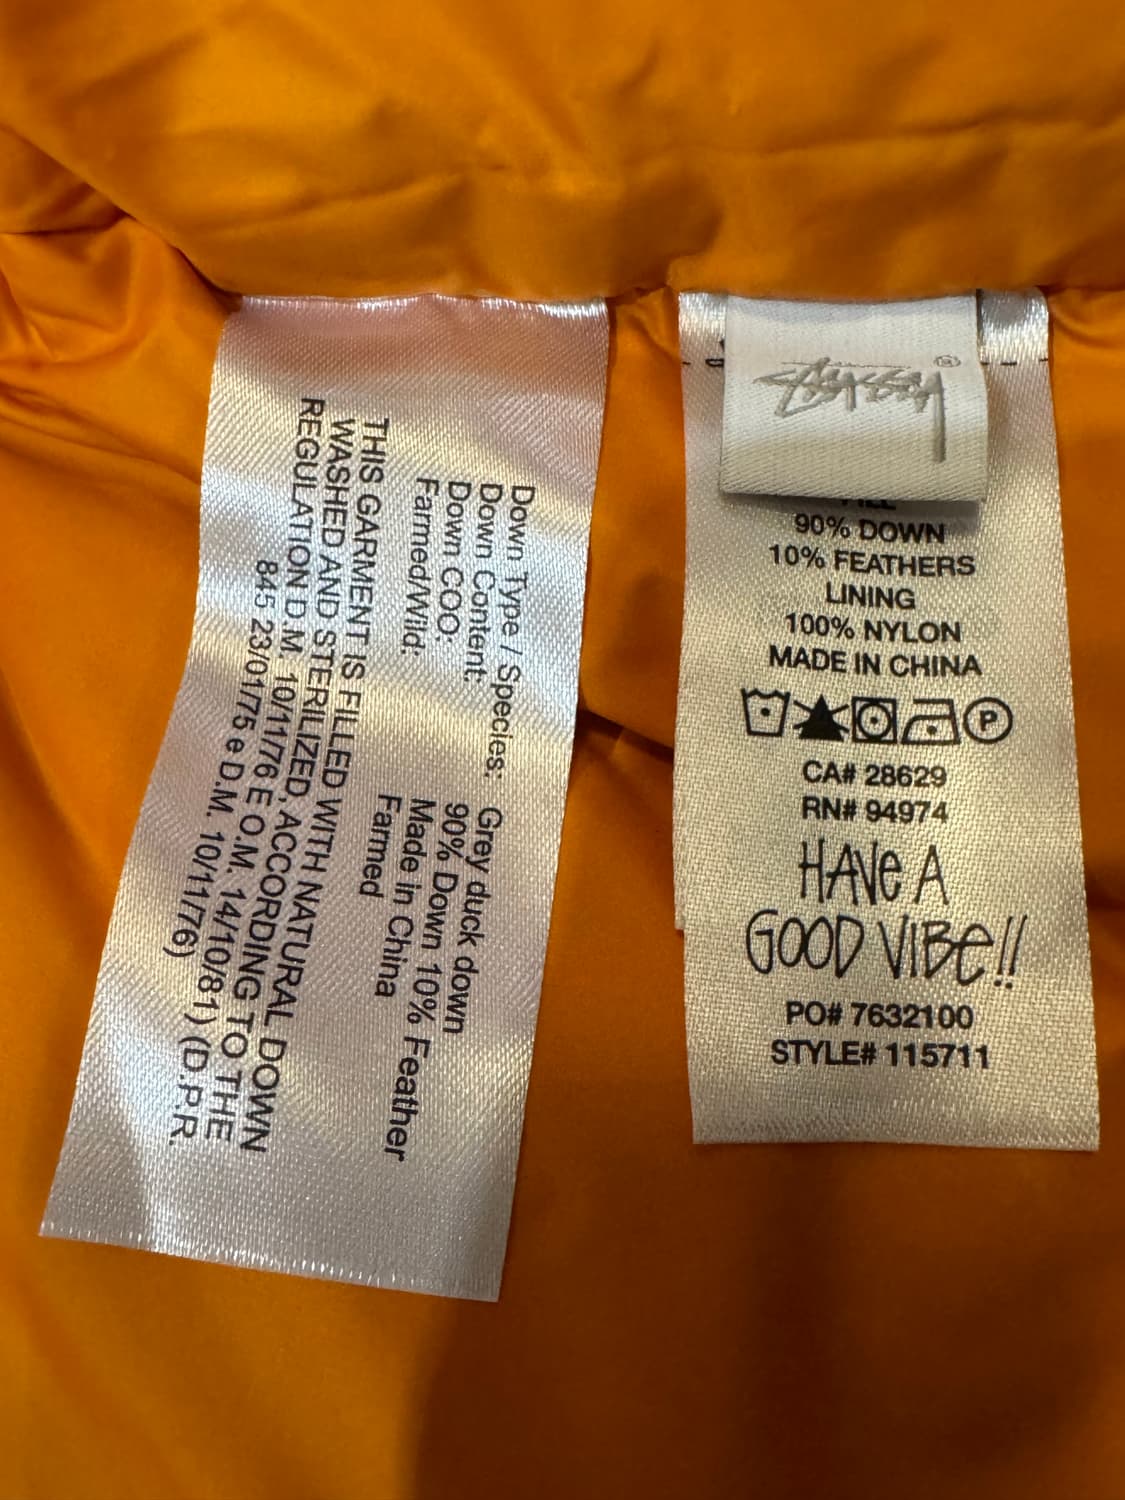 Down Type / Species: Grey duck down
Down Content: 90% Down 10% Feather
Down COO: Made in China
Farmed/Wild: Farmed
THIS GARMENT IS FILLED WITH NATURAL DOWN
WASHED AND STERILIZED, ACCORDING TO THE
REGULATION D.M. 10/11/76 E O.M. 14/10/81) (D.P.R.
845 23/01/75 e D.M. 10/11/76)
STÜSSY ®
FILL
90% DOWN
10% FEATHERS
LINING
100% NYLON
MADE IN CHINA
P
CA# 28629
RN# 94974
HAVE A
GOOD VIBE!!
PO# 7632100
STYLE# 115711